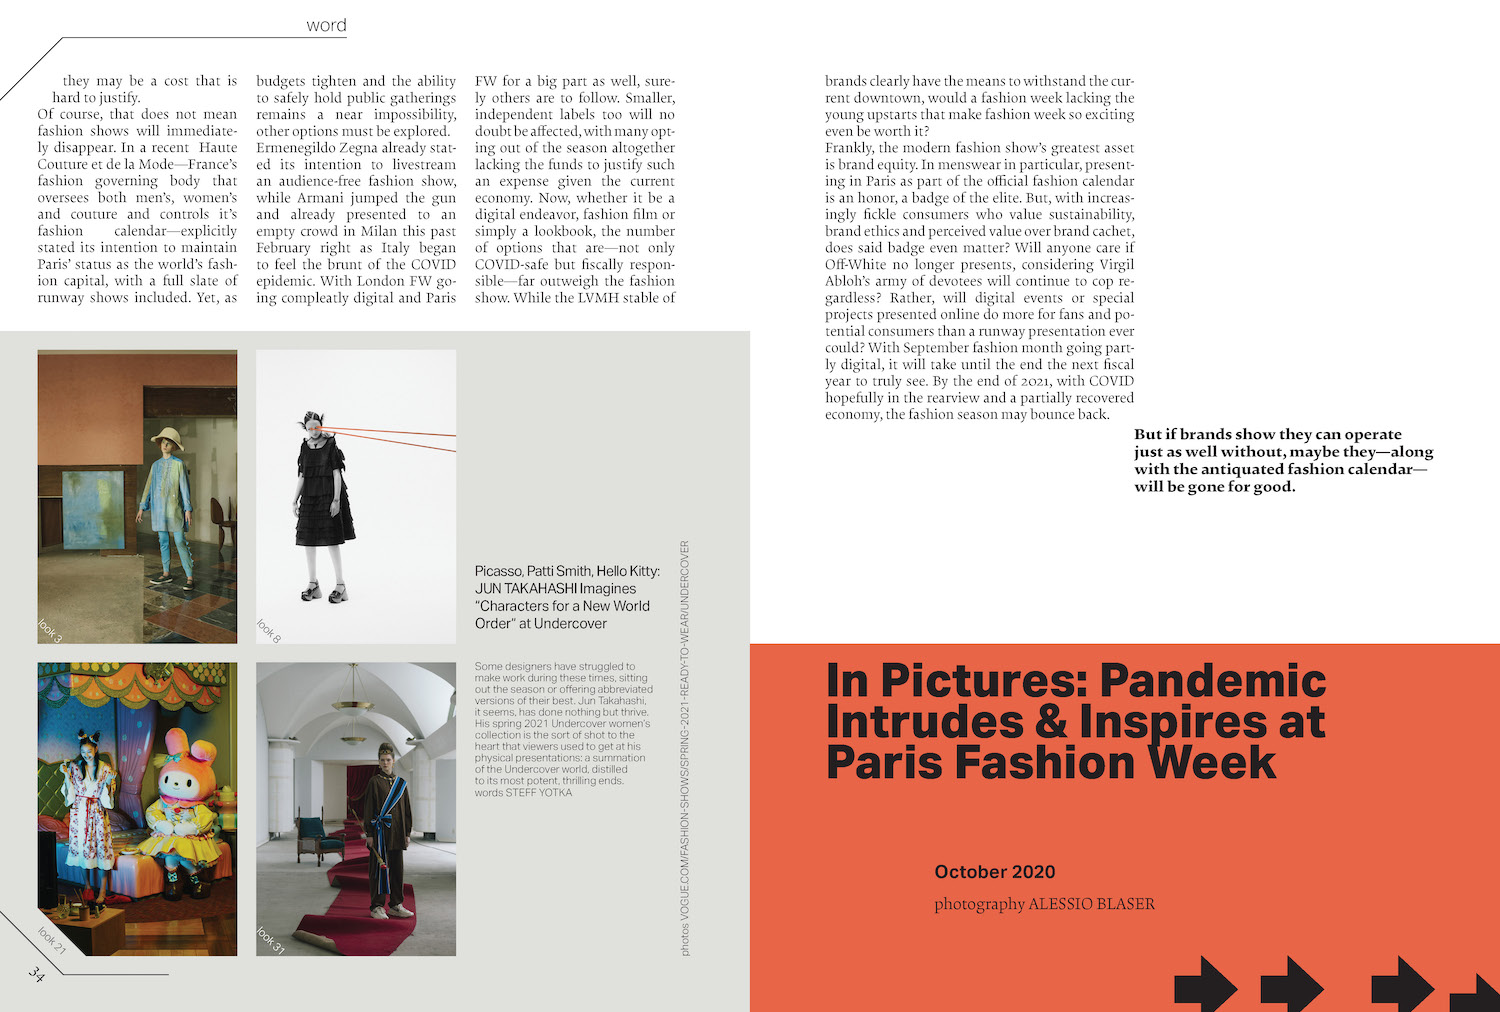 word
they may be a cost that is
hard to justify.
Of course, that does not mean
fashion shows will immediate-
ly disappear. In a recent Haute
Couture et de la Mode—France's
fashion governing body that
oversees both men's, women's
and couture and controls it's
fashion calendar—explicitly
stated its intention to maintain
Paris' status as the world's fash-
ion capital, with a full slate of
runway shows included. Yet, as
budgets tighten and the ability
to safely hold public gatherings
remains a near impossibility,
other options must be explored.
Ermenegildo Zegna already stat-
ed its intention to livestream
an audience-free fashion show,
while Armani jumped the gun
and already presented to an
empty crowd in Milan this past
February right as Italy began
to feel the brunt of the COVID
epidemic. With London FW go-
ing compleatly digital and Paris
FW for a big part as well, sure-
ly others are to follow. Smaller,
independent labels too will no
doubt be affected, with many opt-
ing out of the season altogether
lacking the funds to justify such
an expense given the current
economy. Now, whether it be a
digital endeavor, fashion film or
simply a lookbook, the number
of options that are—not only
COVID-safe but fiscally respon-
sible—far outweigh the fashion
show. While the LVMH stable of
brands clearly have the means to withstand the cur-
rent downtown, would a fashion week lacking the
young upstarts that make fashion week so exciting
even be worth it?
Frankly, the modern fashion show's greatest asset
is brand equity. In menswear in particular, present-
ing in Paris as part of the official fashion calendar
is an honor, a badge of the elite. But, with increas-
ingly fickle consumers who value sustainability,
brand ethics and perceived value over brand cachet,
does said badge even matter? Will anyone care if
Off-White no longer presents, considering Virgil
Abloh's army of devotees will continue to cop re-
gardless? Rather, will digital events or special
projects presented online do more for fans and po-
tential consumers than a runway presentation ever
could? With September fashion month going part-
ly digital, it will take until the end the next fiscal
year to truly see. By the end of 2021, with COVID
hopefully in the rearview and a partially recovered
economy, the fashion season may bounce back.
But if brands show they can operate
just as well without, maybe they—along
with the antiquated fashion calendar—
will be gone for good.
look 3
look 8
look 21
look 31
Picasso, Patti Smith, Hello Kitty:
JUN TAKAHASHI Imagines
"Characters for a New World
Order" at Undercover
Some designers have struggled to
make work during these times, sitting
out the season or offering abbreviated
versions of their best. Jun Takahashi,
it seems, has done nothing but thrive.
His spring 2021 Undercover women's
collection is the sort of shot to the
heart that viewers used to get at his
physical presentations: a summation
of the Undercover world, distilled
to its most potent, thrilling ends.
words STEFF YOTKA
photos VOGUE.COM/FASHION-SHOWS/SPRING-2021-READY-TO-WEAR/UNDERCOVER
34
In Pictures: Pandemic
Intrudes & Inspires at
Paris Fashion Week
October 2020
photography ALESSIO BLASER